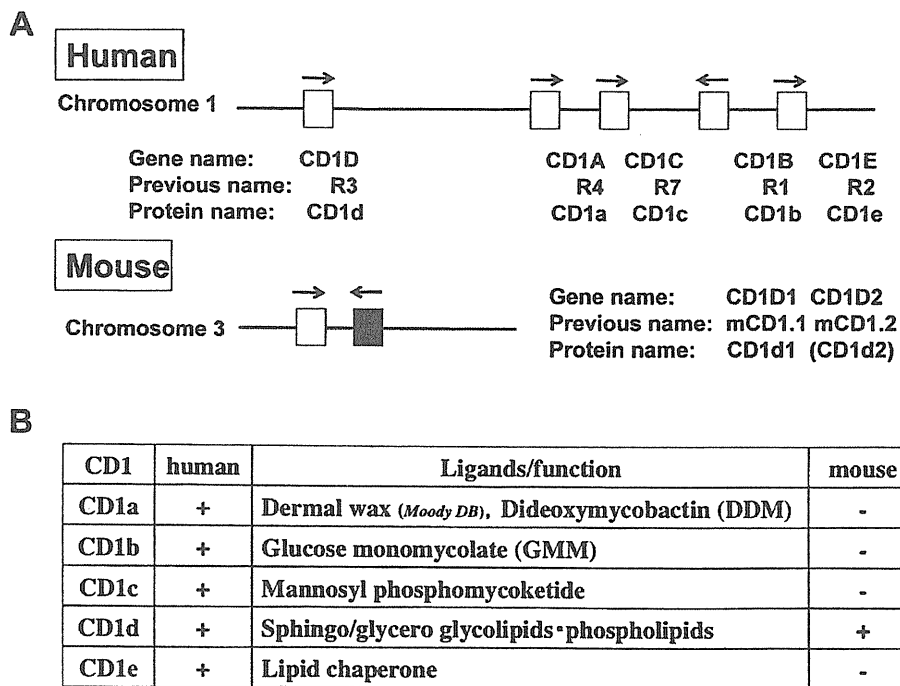 A
Human
Chromosome 1
Gene name: CD1D CD1A CD1C CD1B CD1E
Previous name: R3 R4 R7 R1 R2
Protein name: CD1d CD1a CD1c CD1b CD1e
Mouse
Chromosome 3
Gene name: CD1D1 CD1D2
Previous name: mCD1.1 mCD1.2
Protein name: CD1d1 (CD1d2)
B
CD1 human Ligands/function mouse
CD1a + Dermal wax (Moody DB), Dideoxymycobactin (DDM) -
CD1b + Glucose monomycolate (GMM) -
CD1c + Mannosyl phosphomycoketide -
CD1d + Sphingo/glycero glycolipids・phospholipids +
CD1e + Lipid chaperone -